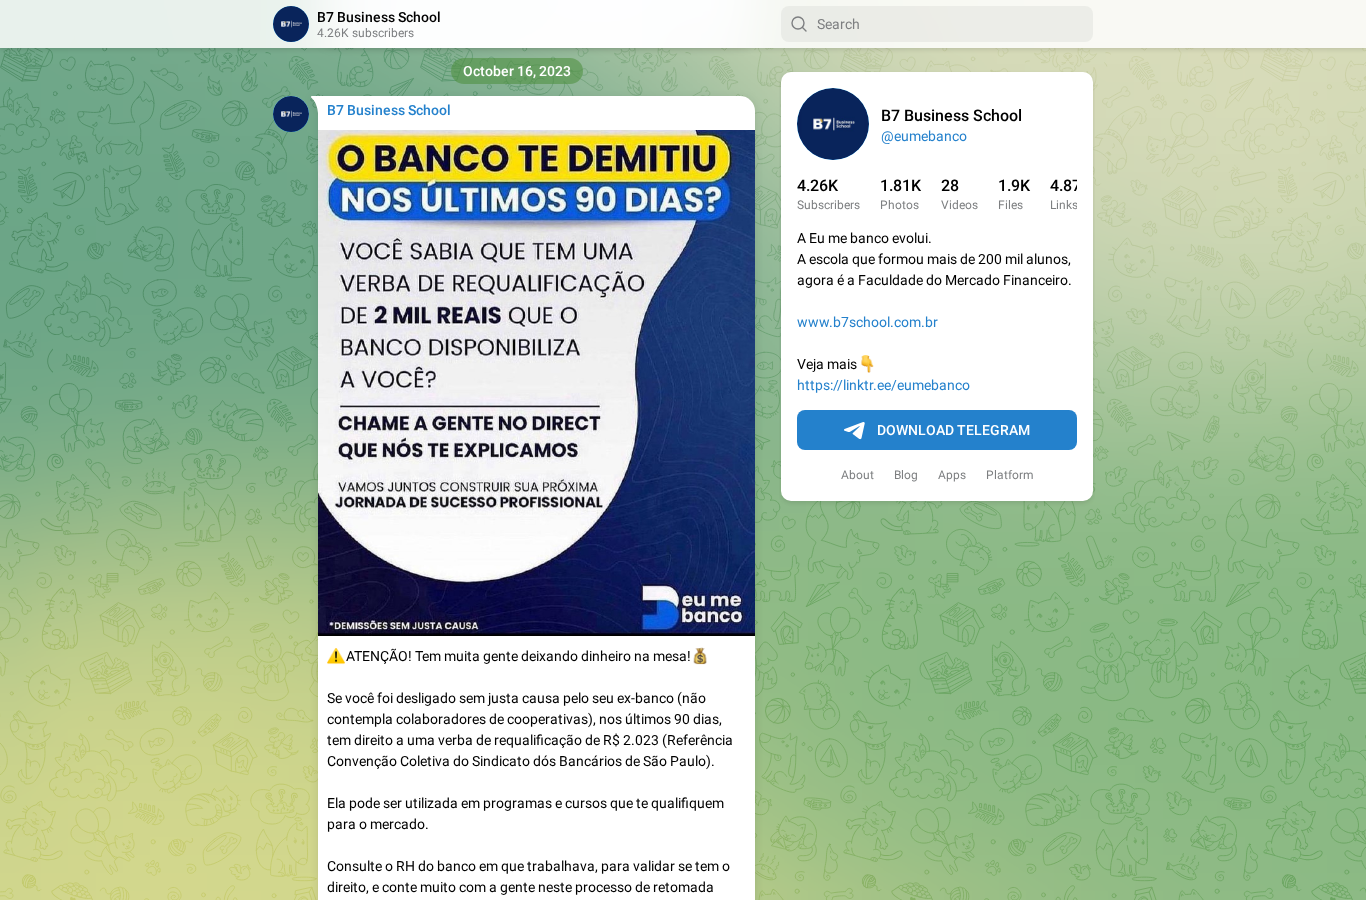 B7 Business School
4.26K subscribers
Search
October 16, 2023
B7 Business School
O BANCO TE DEMITIU
NOS ÚLTIMOS 90 DIAS?
VOCÊ SABIA QUE TEM UMA
VERBA DE REQUALIFICAÇÃO
DE 2 MIL REAIS QUE O
BANCO DISPONIBILIZA
A VOCÊ?
CHAME A GENTE NO DIRECT
QUE NÓS TE EXPLICAMOS
VAMOS JUNTOS CONSTRUIR SUA PRÓXIMA
JORNADA DE SUCESSO PROFISSIONAL
eu me
banco
*DEMISSÕES SEM JUSTA CAUSA
⚠️ATENÇÃO! Tem muita gente deixando dinheiro na mesa!💰
Se você foi desligado sem justa causa pelo seu ex-banco (não
contempla colaboradores de cooperativas), nos últimos 90 dias,
tem direito a uma verba de requalificação de R$ 2.023 (Referência
Convenção Coletiva do Sindicato dós Bancários de São Paulo).
Ela pode ser utilizada em programas e cursos que te qualifiquem
para o mercado.
Consulte o RH do banco em que trabalhava, para validar se tem o
direito, e conte muito com a gente neste processo de retomada
B7 Business School
B7 Business School
@eumebanco
4.26K 1.81K 28 1.9K 4.87
Subscribers Photos Videos Files Links
A Eu me banco evolui.
A escola que formou mais de 200 mil alunos,
agora é a Faculdade do Mercado Financeiro.
www.b7school.com.br
Veja mais👇
https://linktr.ee/eumebanco
DOWNLOAD TELEGRAM
About Blog Apps Platform